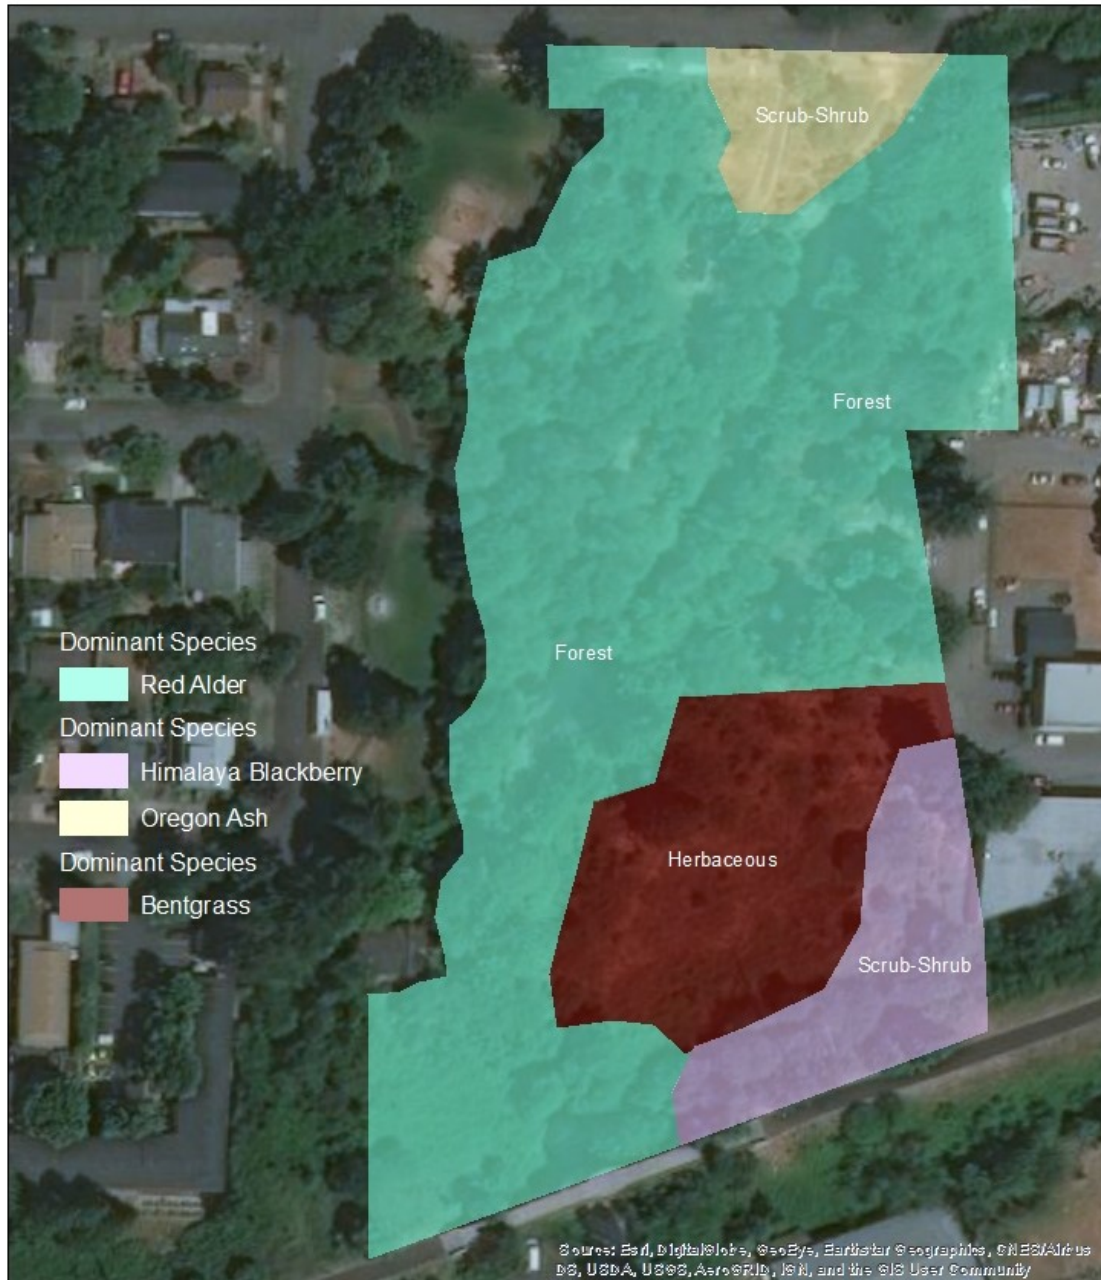 Scrub-Shrub
Forest
Forest
Dominant Species
Red Alder
Dominant Species
Himalaya Blackberry
Oregon Ash
Dominant Species
Bentgrass
Herbaceous
Scrub-Shrub
Source: Esri, DigitalGlobe, GeoEye, Earthstar Geographics, CNES/Airbus
DS, USDA, USGS, AeroGRID, IGN, and the GIS User Community